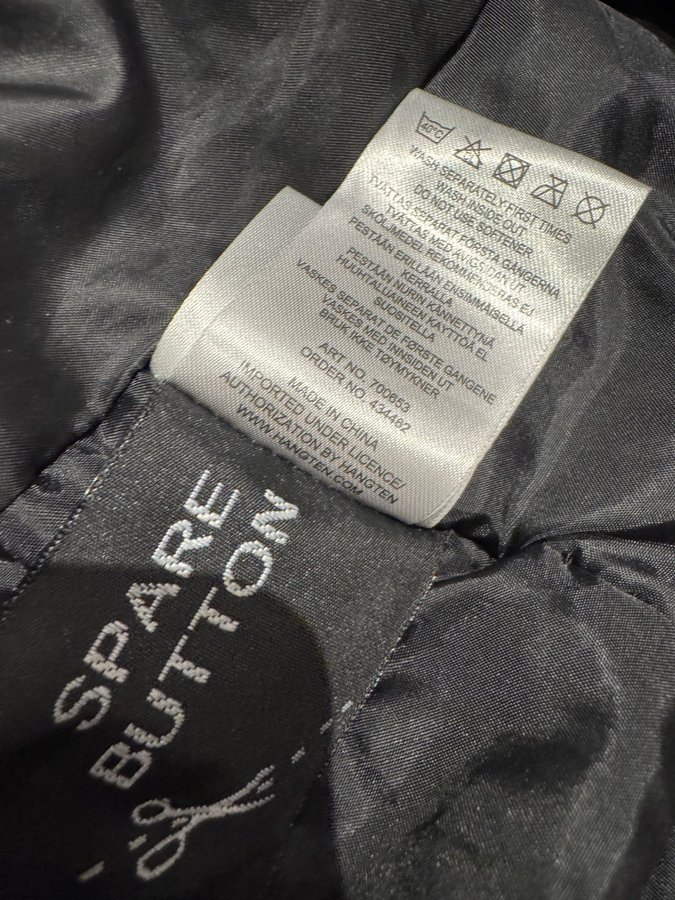 40°C
WASH SEPARATELY FIRST TIMES
WASH INSIDE OUT
DO NOT USE SOFTENER
TVÄTTAS SEPARAT FÖRSTA GÅNGERNA
TVÄTTAS MED AVIGSIDAN UT
SKÖLJMEDEL REKOMMENDERAS EJ
PESTÄÄN ERILLÄÄN ENSIMMÄISELLÄ
KERRALLA
PESTÄÄN NURIN KÄÄNNETTYNÄ
HUUHTALUAINEEN KÄYTTÖÄ EI
SUOSITELLA
VASKES SEPARAT DE FØRSTE GANGENE
VASKES MED INNSIDEN UT
BRUK IKKE TØYMYKNER
ART NO. 700653
ORDER NO. 434482
MADE IN CHINA
IMPORTED UNDER LICENCE/
AUTHORIZATION BY HANGTEN
WWW.HANGTEN.COM
SPARE
BUTTON